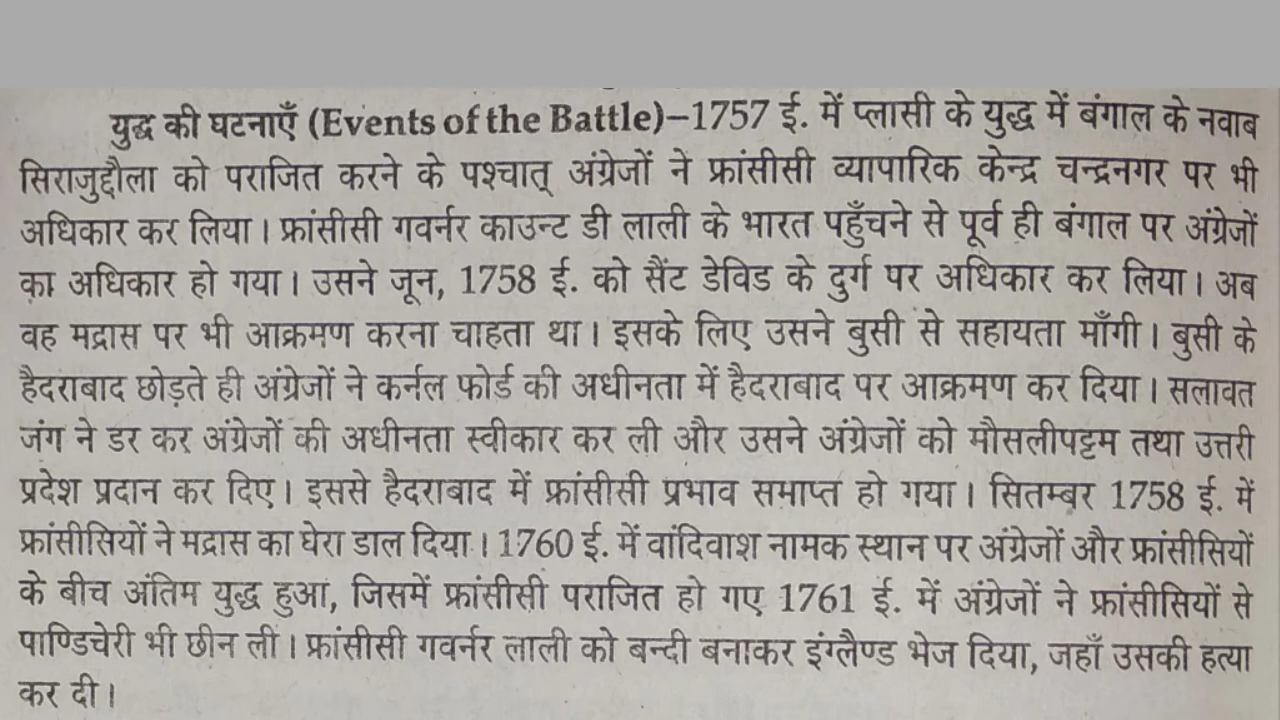 युद्ध की घटनाएँ (Events of the Battle)–1757 ई. में प्लासी के युद्ध में बंगाल के नवाब
सिराजुद्दौला को पराजित करने के पश्चात् अंग्रेजों ने फ्रांसीसी व्यापारिक केन्द्र चन्द्रनगर पर भी
अधिकार कर लिया। फ्रांसीसी गवर्नर काउन्ट डी लाली के भारत पहुँचने से पूर्व ही बंगाल पर अंग्रेजों
का अधिकार हो गया। उसने जून, 1758 ई. को सैंट डेविड के दुर्ग पर अधिकार कर लिया। अब
वह मद्रास पर भी आक्रमण करना चाहता था। इसके लिए उसने बुसी से सहायता माँगी। बुसी के
हैदराबाद छोड़ते ही अंग्रेजों ने कर्नल फोर्ड की अधीनता में हैदराबाद पर आक्रमण कर दिया। सलावत
जंग ने डर कर अंग्रेजों की अधीनता स्वीकार कर ली और उसने अंग्रेजों को मौसलीपट्टम तथा उत्तरी
प्रदेश प्रदान कर दिए। इससे हैदराबाद में फ्रांसीसी प्रभाव समाप्त हो गया। सितम्बर 1758 ई. में
फ्रांसीसियों ने मद्रास का घेरा डाल दिया। 1760 ई. में वांदिवाश नामक स्थान पर अंग्रेजों और फ्रांसीसियों
के बीच अंतिम युद्ध हुआ, जिसमें फ्रांसीसी पराजित हो गए 1761 ई. में अंग्रेजों ने फ्रांसीसियों से
पाण्डिचेरी भी छीन ली। फ्रांसीसी गवर्नर लाली को बन्दी बनाकर इंग्लैण्ड भेज दिया, जहाँ उसकी हत्या
कर दी।